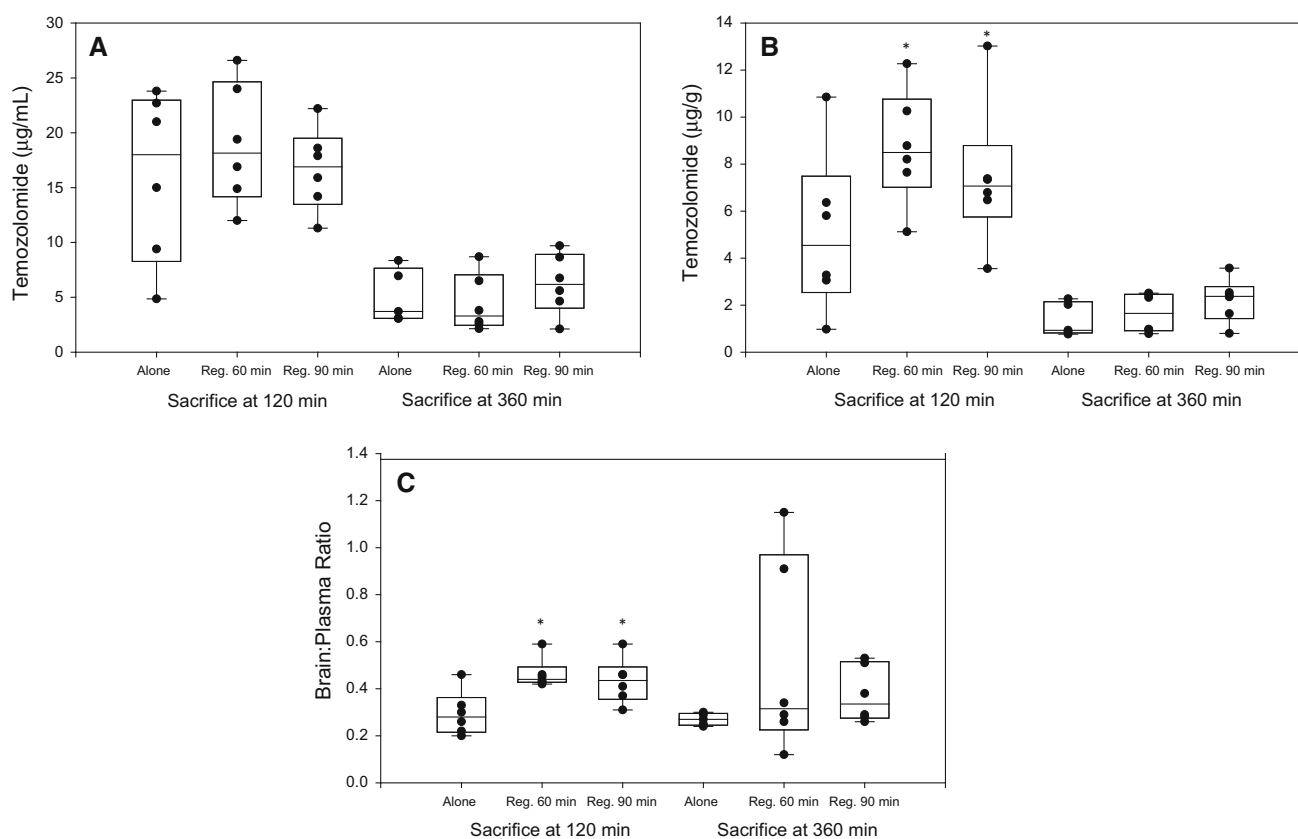 A
Temozolomide (μg/mL)
30
25
20
15
10
5
0
Alone Reg. 60 min Reg. 90 min Alone Reg. 60 min Reg. 90 min
Sacrifice at 120 min Sacrifice at 360 min
B
Temozolomide (μg/g)
14
12
10
8
6
4
2
0
* *
Alone Reg. 60 min Reg. 90 min Alone Reg. 60 min Reg. 90 min
Sacrifice at 120 min Sacrifice at 360 min
C
Brain:Plasma Ratio
1.4
1.2
1.0
0.8
0.6
0.4
0.2
0.0
* *
Alone Reg. 60 min Reg. 90 min Alone Reg. 60 min Reg. 90 min
Sacrifice at 120 min Sacrifice at 360 min